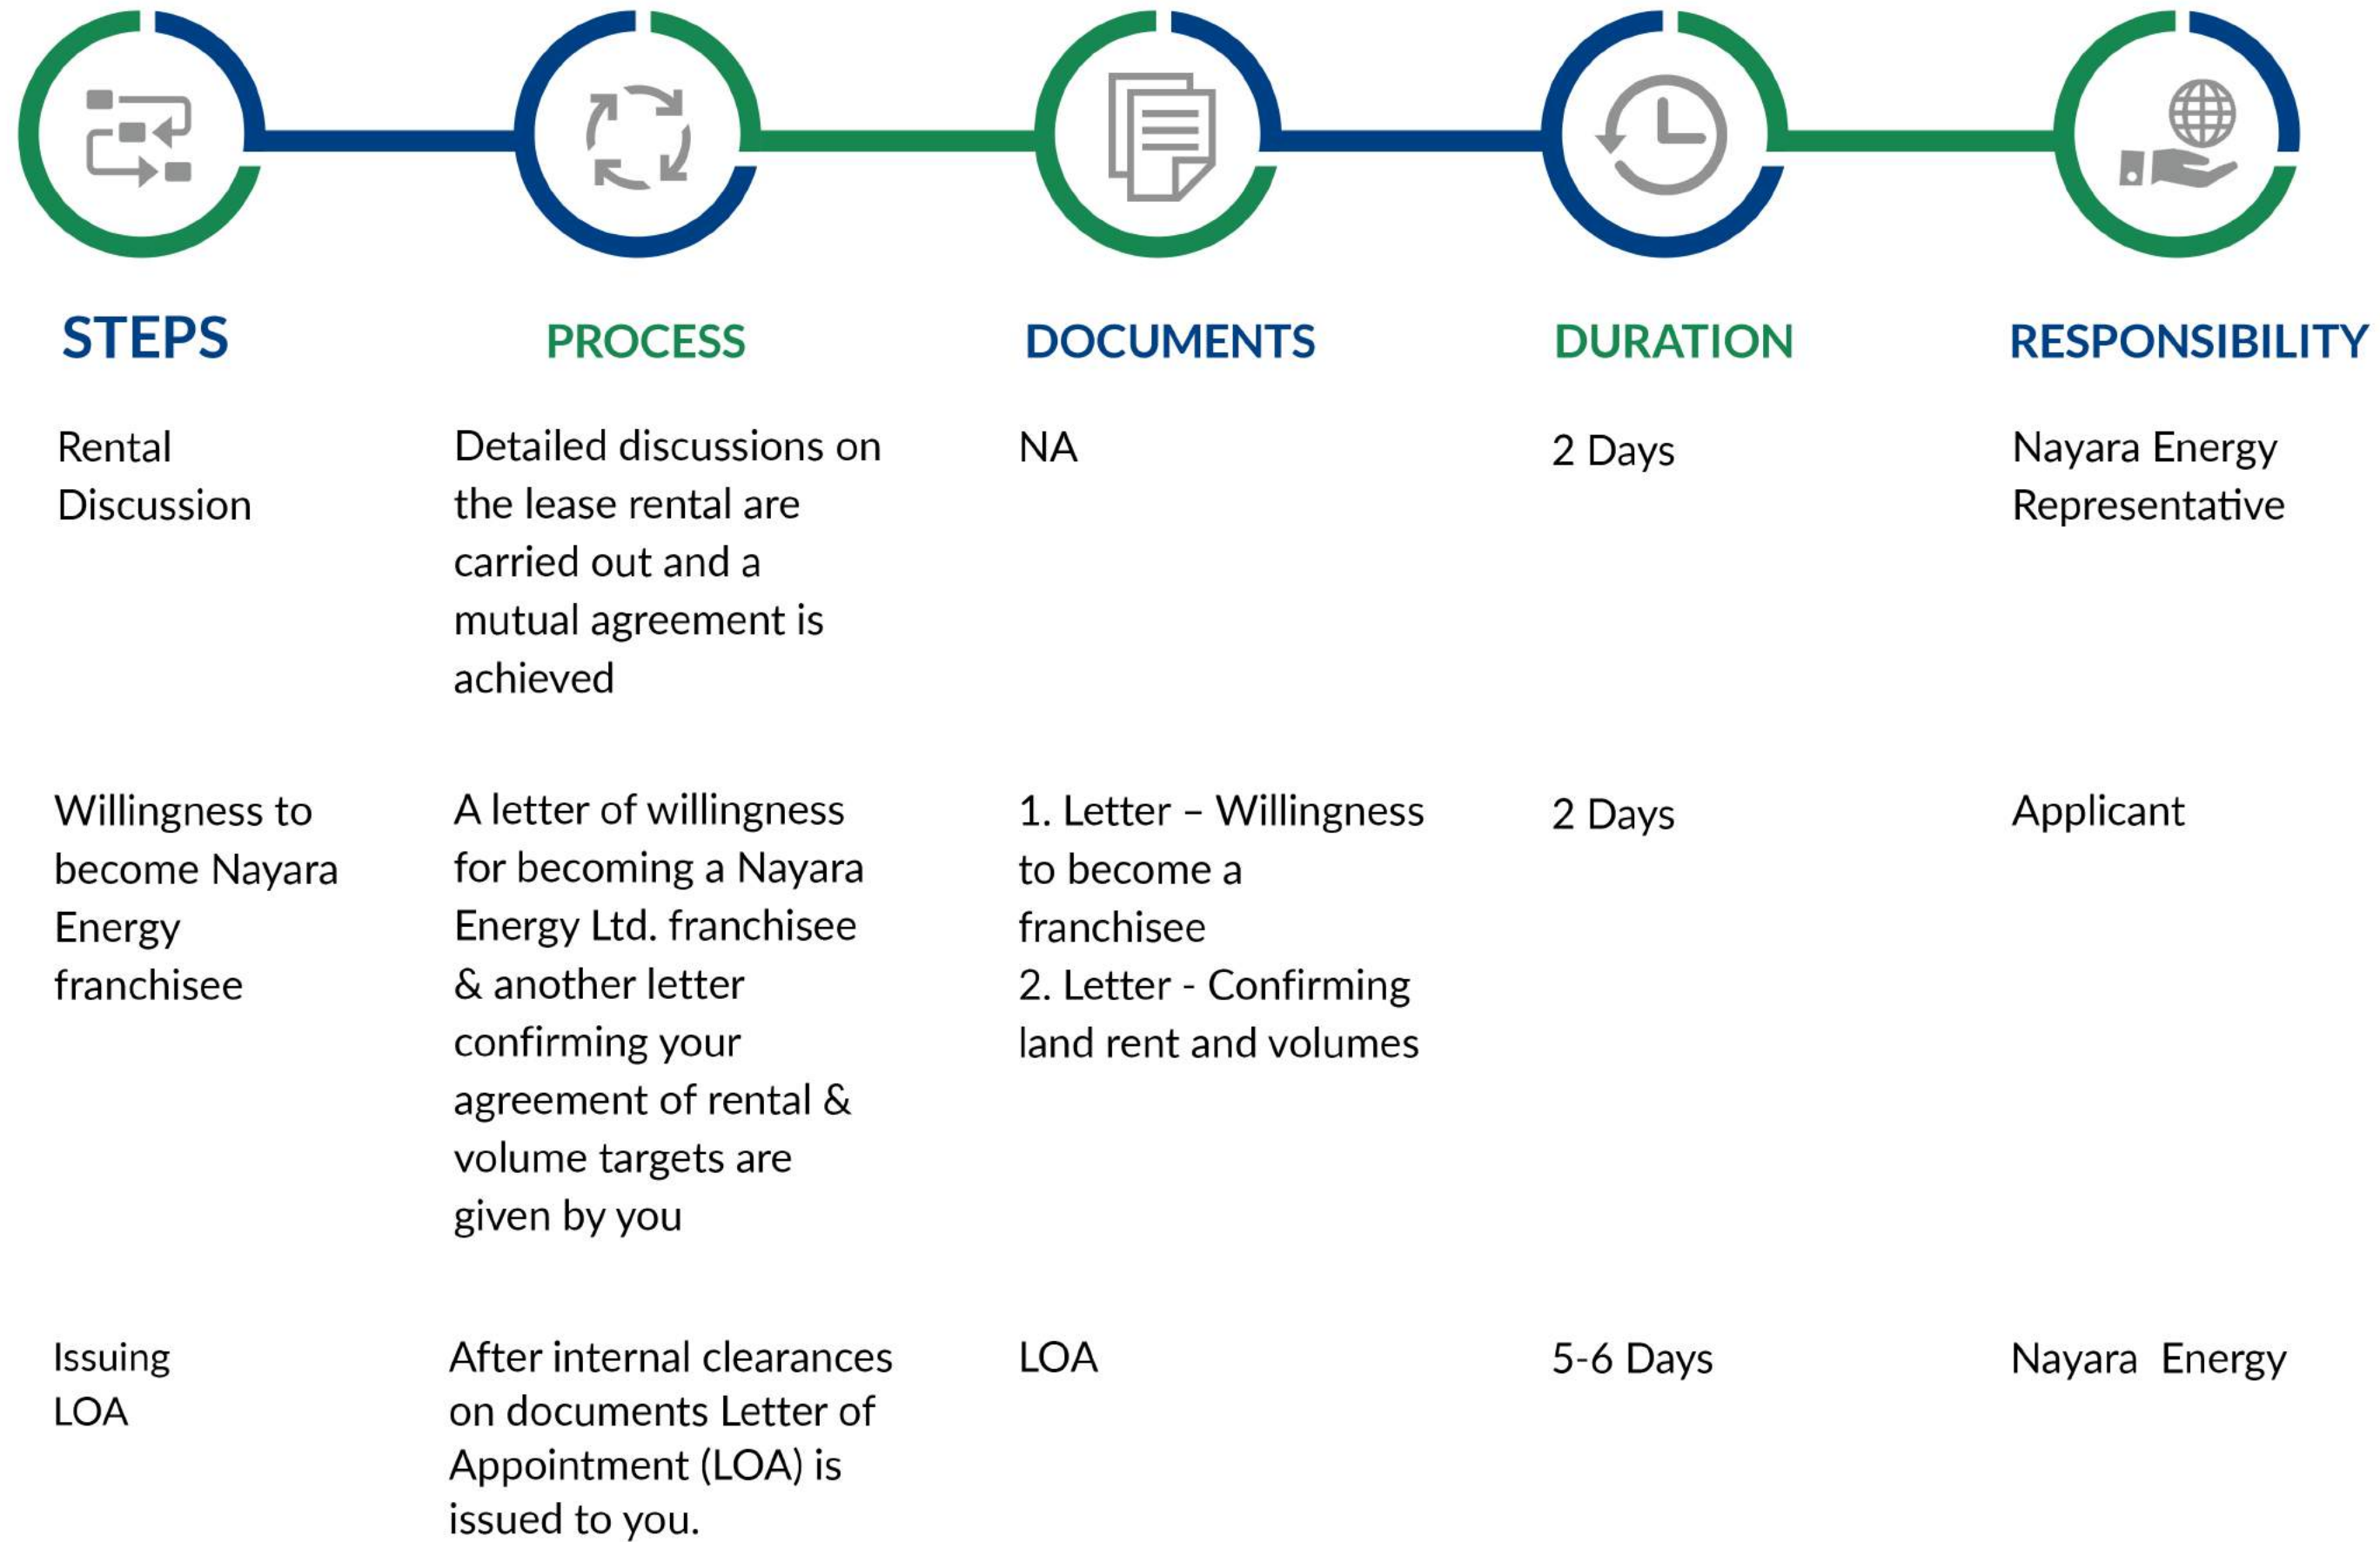 STEPS
PROCESS
DOCUMENTS
DURATION
RESPONSIBILITY
Rental
Discussion
Detailed discussions on
the lease rental are
carried out and a
mutual agreement is
achieved
NA
2 Days
Nayara Energy
Representative
Willingness to
become Nayara
Energy
franchisee
A letter of willingness
for becoming a Nayara
Energy Ltd. franchisee
& another letter
confirming your
agreement of rental &
volume targets are
given by you
1. Letter – Willingness
to become a
franchisee
2. Letter - Confirming
land rent and volumes
2 Days
Applicant
Issuing
LOA
After internal clearances
on documents Letter of
Appointment (LOA) is
issued to you.
LOA
5-6 Days
Nayara Energy